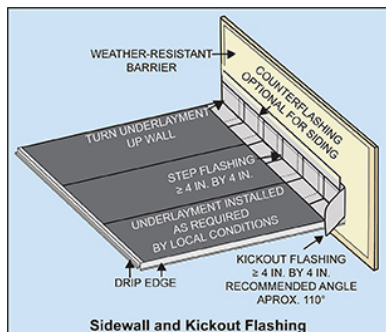 WEATHER-RESISTANT
BARRIER
COUNTERFLASHING
OPTIONAL FOR SIDING
TURN UNDERLAYMENT
UP WALL
STEP FLASHING
≥ 4 IN. BY 4 IN.
UNDERLAYMENT INSTALLED
AS REQUIRED
BY LOCAL CONDITIONS
KICKOUT FLASHING
≥ 4 IN. BY 4 IN.
RECOMMENDED ANGLE
APROX. 110°
DRIP EDGE
Sidewall and Kickout Flashing